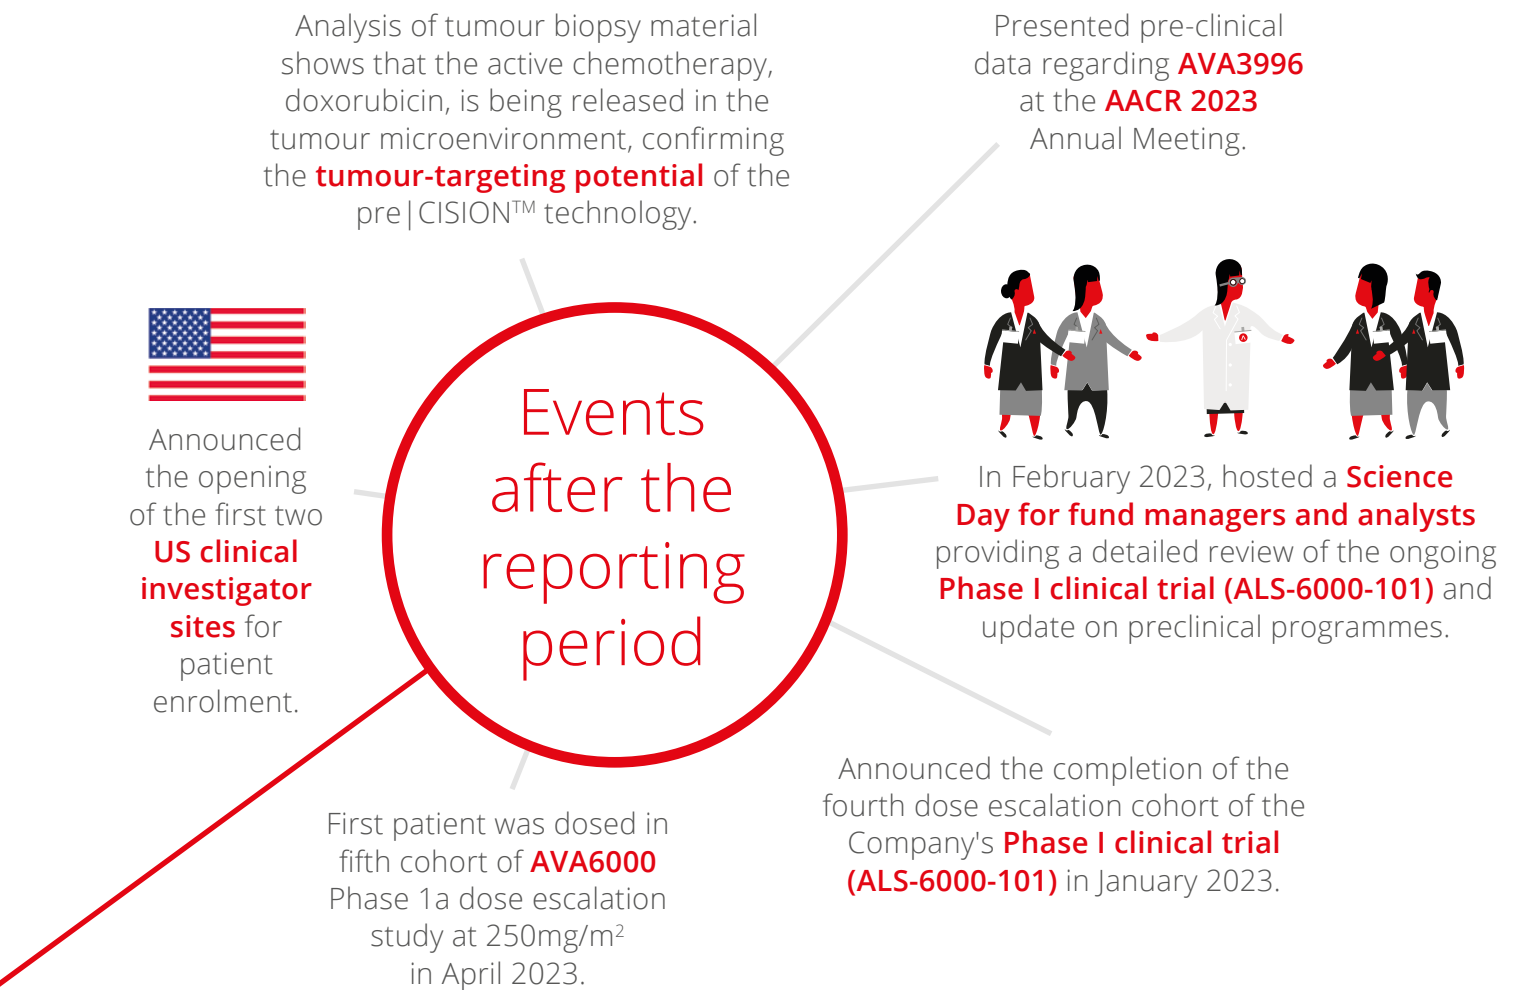 Analysis of tumour biopsy material
shows that the active chemotherapy,
doxorubicin, is being released in the
tumour microenvironment, confirming
the tumour-targeting potential of the
pre|CISION™ technology.
Presented pre-clinical
data regarding AVA3996
at the AACR 2023
Annual Meeting.
Announced
the opening
of the first two
US clinical
investigator
sites for
patient
enrolment.
Events
after the
reporting
period
In February 2023, hosted a Science
Day for fund managers and analysts
providing a detailed review of the ongoing
Phase I clinical trial (ALS-6000-101) and
update on preclinical programmes.
First patient was dosed in
fifth cohort of AVA6000
Phase 1a dose escalation
study at 250mg/m²
in April 2023.
Announced the completion of the
fourth dose escalation cohort of the
Company's Phase I clinical trial
(ALS-6000-101) in January 2023.